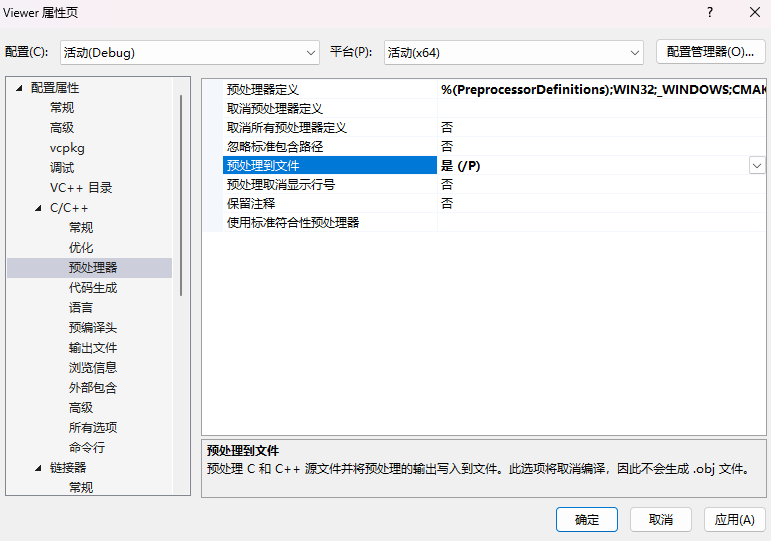 Viewer 属性页
配置(C): 活动(Debug) 平台(P): 活动(x64) 配置管理器(O)...
配置属性
常规
高级
vcpkg
调试
VC++ 目录
C/C++
常规
优化
预处理器
代码生成
语言
预编译头
输出文件
浏览信息
外部包含
高级
所有选项
命令行
链接器
常规
预处理器定义 %(PreprocessorDefinitions);WIN32;_WINDOWS;CMAK
取消预处理器定义
取消所有预处理器定义 否
忽略标准包含路径 否
预处理到文件 是 (/P)
预处理取消显示行号 否
保留注释 否
使用标准符合性预处理器
预处理到文件
预处理 C 和 C++ 源文件并将预处理的输出写入到文件。此选项将取消编译，因此不会生成 .obj 文件。
确定 取消 应用(A)